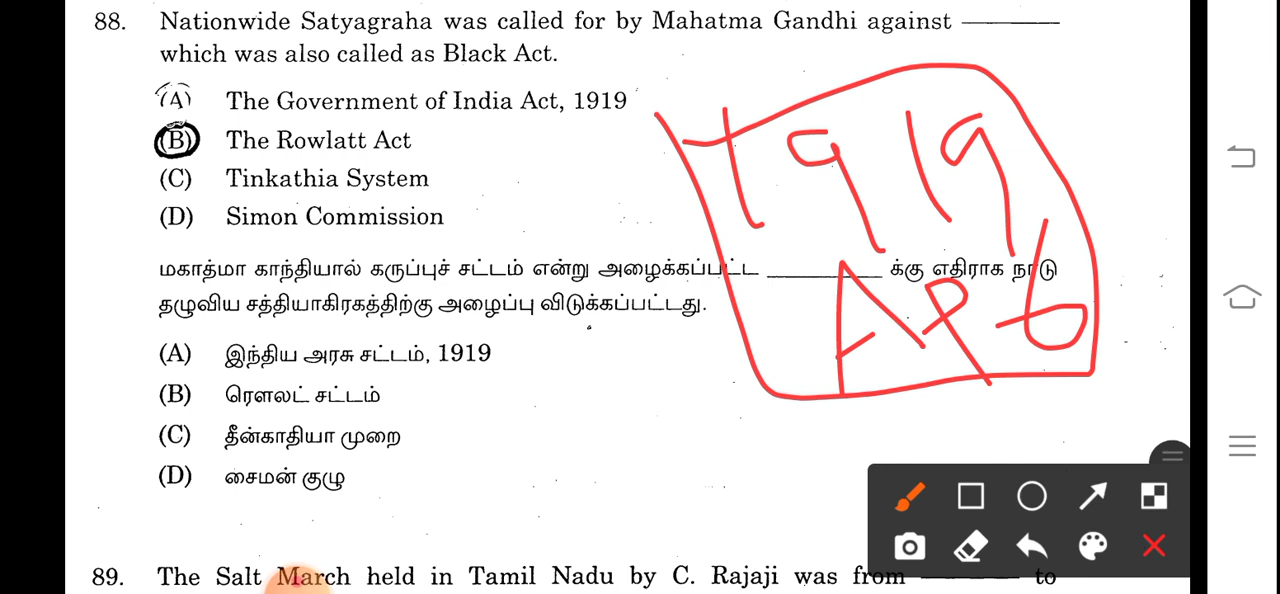 88. Nationwide Satyagraha was called for by Mahatma Gandhi against ————
which was also called as Black Act.
(A) The Government of India Act, 1919
(B) The Rowlatt Act
(C) Tinkathia System
(D) Simon Commission
1919
மகாத்மா காந்தியால் கருப்புச் சட்டம் என்று அழைக்கப்பட்ட ________ க்கு எதிராக நாடு
தழுவிய சத்தியாகிரகத்திற்கு அழைப்பு விடுக்கப்பட்டது.
AP 6
(A) இந்திய அரசு சட்டம், 1919
(B) ரௌலட் சட்டம்
(C) தீன்காதியா முறை
(D) சைமன் குழு
89. The Salt March held in Tamil Nadu by C. Rajaji was from ———— to